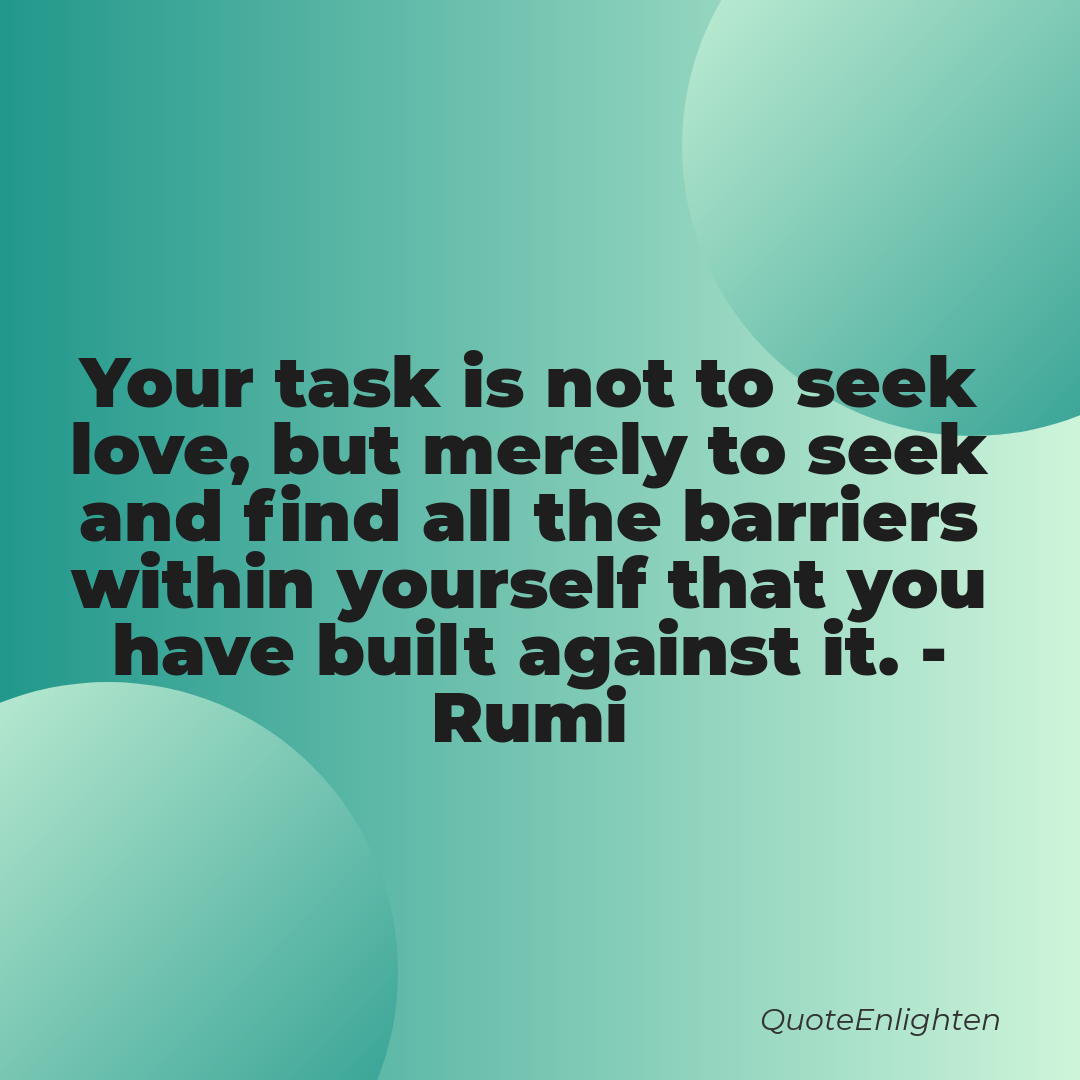 Your task is not to seek
love, but merely to seek
and find all the barriers
within yourself that you
have built against it. -
Rumi
QuoteEnlighten